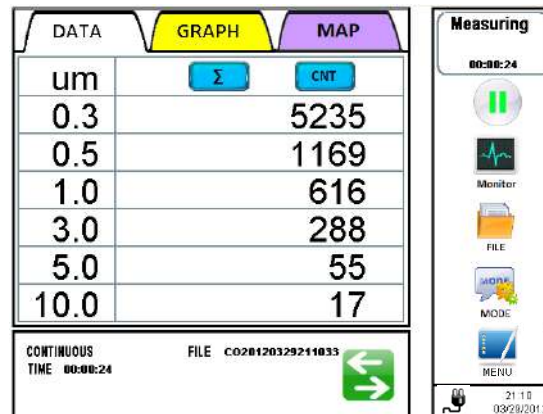 DATA GRAPH MAP
um Σ CNT
0.3 5235
0.5 1169
1.0 616
3.0 288
5.0 55
10.0 17
CONTINUOUS FILE CO20120329211033
TIME 00:00:24
Measuring
00:00:24
Monitor
FILE
MODE
MODE
MENU
21:10